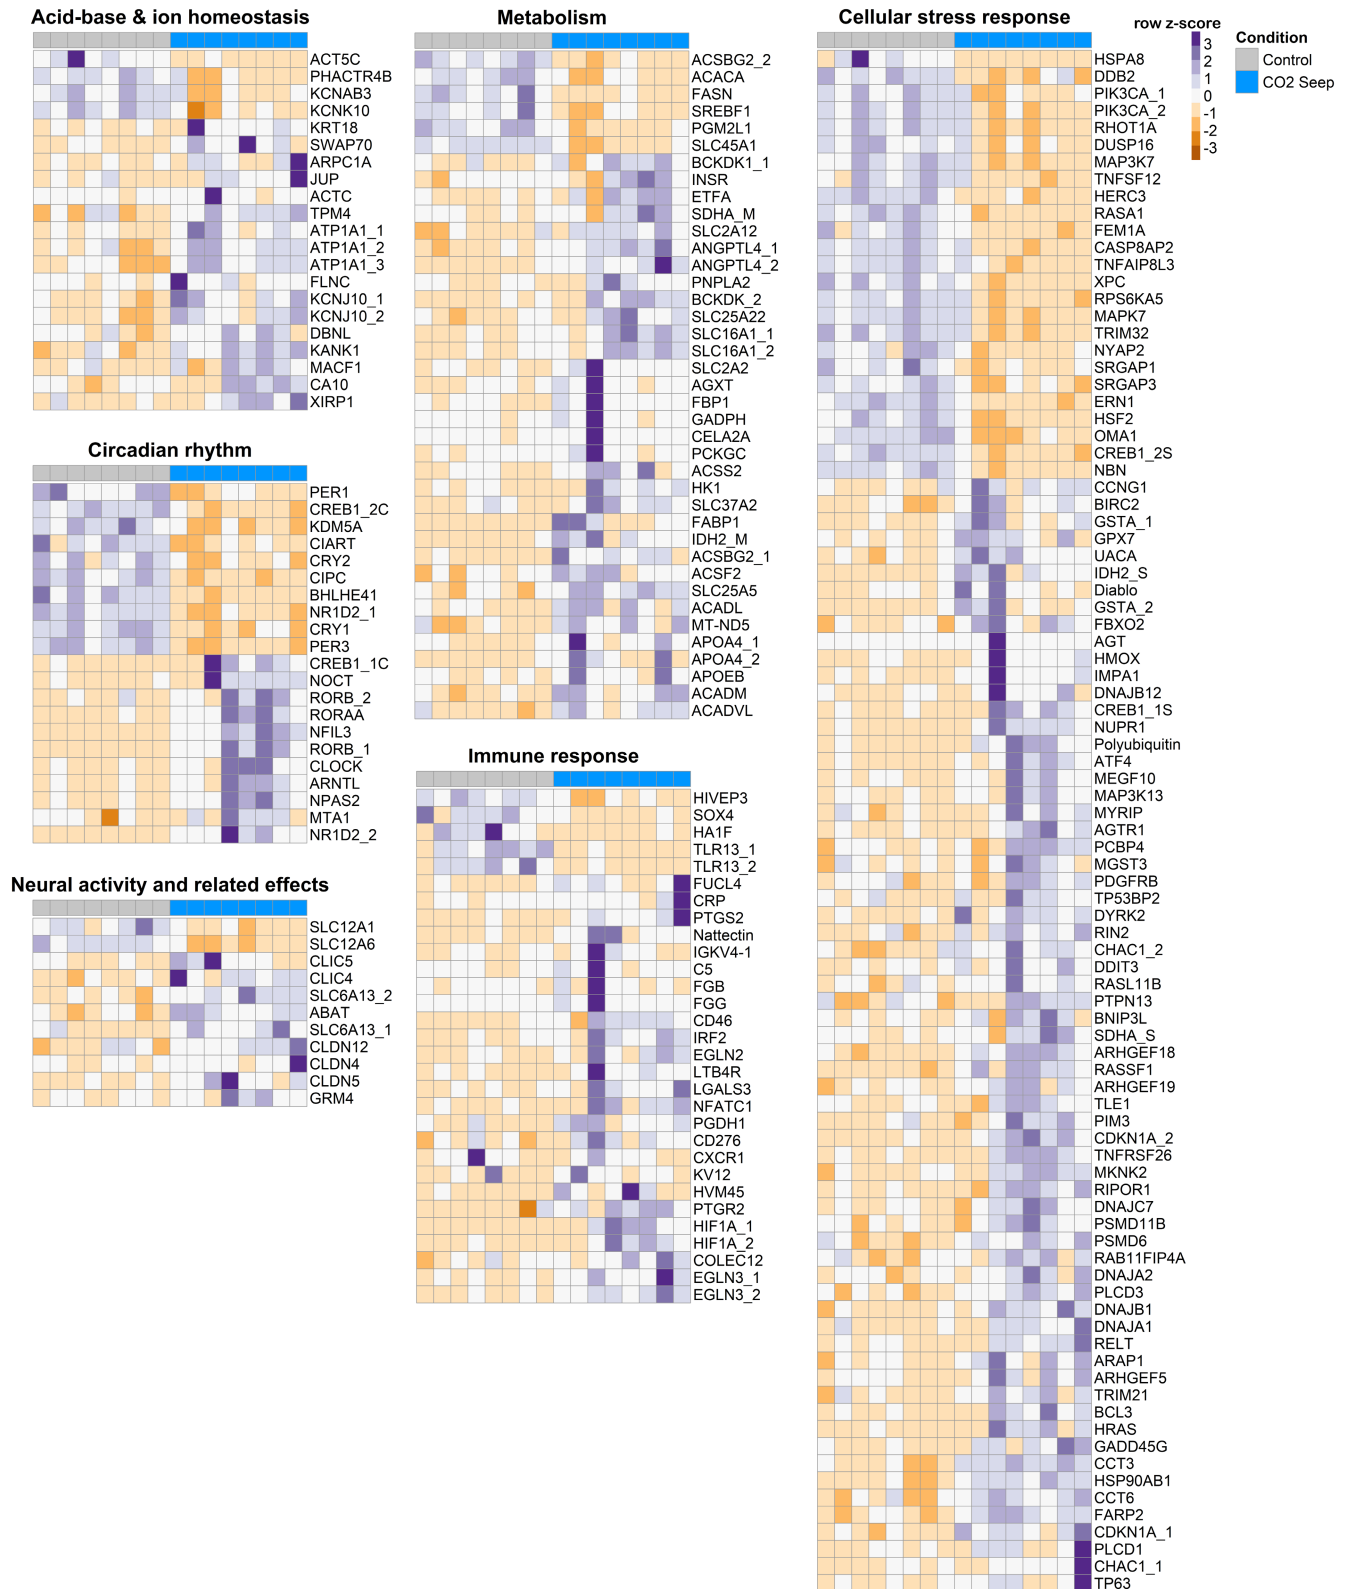 Acid-base & ion homeostasis
ACT5C
PHACTR4B
KCNAB3
KCNK10
KRT18
SWAP70
ARPC1A
JUP
ACTC
TPM4
ATP1A1_1
ATP1A1_2
ATP1A1_3
FLNC
KCNJ10_1
KCNJ10_2
DBNL
KANK1
MACF1
CA10
XIRP1
Circadian rhythm
PER1
CREB1_2C
KDM5A
CIART
CRY2
CIPC
BHLHE41
NR1D2_1
CRY1
PER3
CREB1_1C
NOCT
RORB_2
RORAA
NFIL3
RORB_1
CLOCK
ARNTL
NPAS2
MTA1
NR1D2_2
Neural activity and related effects
SLC12A1
SLC12A6
CLIC5
CLIC4
SLC6A13_2
ABAT
SLC6A13_1
CLDN12
CLDN4
CLDN5
GRM4
Metabolism
ACSBG2_2
ACACA
FASN
SREBF1
PGM2L1
SLC45A1
BCKDK1_1
INSR
ETFA
SDHA_M
SLC2A12
ANGPTL4_1
ANGPTL4_2
PNPLA2
BCKDK_2
SLC25A22
SLC16A1_1
SLC16A1_2
SLC2A2
AGXT
FBP1
GADPH
CELA2A
PCKGC
ACSS2
HK1
SLC37A2
FABP1
IDH2_M
ACSBG2_1
ACSF2
SLC25A5
ACADL
MT-ND5
APOA4_1
APOA4_2
APOEB
ACADM
ACADVL
Immune response
HIVEP3
SOX4
HA1F
TLR13_1
TLR13_2
FUCL4
CRP
PTGS2
Nattectin
IGKV4-1
C5
FGB
FGG
CD46
IRF2
EGLN2
LTB4R
LGALS3
NFATC1
PGDH1
CD276
CXCR1
KV12
HVM45
PTGR2
HIF1A_1
HIF1A_2
COLEC12
EGLN3_1
EGLN3_2
Cellular stress response
HSPA8
DDB2
PIK3CA_1
PIK3CA_2
RHOT1A
DUSP16
MAP3K7
TNFSF12
HERC3
RASA1
FEM1A
CASP8AP2
TNFAIP8L3
XPC
RPS6KA5
MAPK7
TRIM32
NYAP2
SRGAP1
SRGAP3
ERN1
HSF2
OMA1
CREB1_2S
NBN
CCNG1
BIRC2
GSTA_1
GPX7
UACA
IDH2_S
Diablo
GSTA_2
FBXO2
AGT
HMOX
IMPA1
DNAJB12
CREB1_1S
NUPR1
Polyubiquitin
ATF4
MEGF10
MAP3K13
MYRIP
AGTR1
PCBP4
MGST3
PDGFRB
TP53BP2
DYRK2
RIN2
CHAC1_2
DDIT3
RASL11B
PTPN13
BNIP3L
SDHA_S
ARHGEF18
RASSF1
ARHGEF19
TLE1
PIM3
CDKN1A_2
TNFRSF26
MKNK2
RIPOR1
DNAJC7
PSMD11B
PSMD6
RAB11FIP4A
DNAJA2
PLCD3
DNAJB1
DNAJA1
RELT
ARAP1
ARHGEF5
TRIM21
BCL3
HRAS
GADD45G
CCT3
HSP90AB1
CCT6
FARP2
CDKN1A_1
PLCD1
CHAC1_1
TP63
row z-score
3
2
1
0
-1
-2
-3
Condition
Control
CO2 Seep